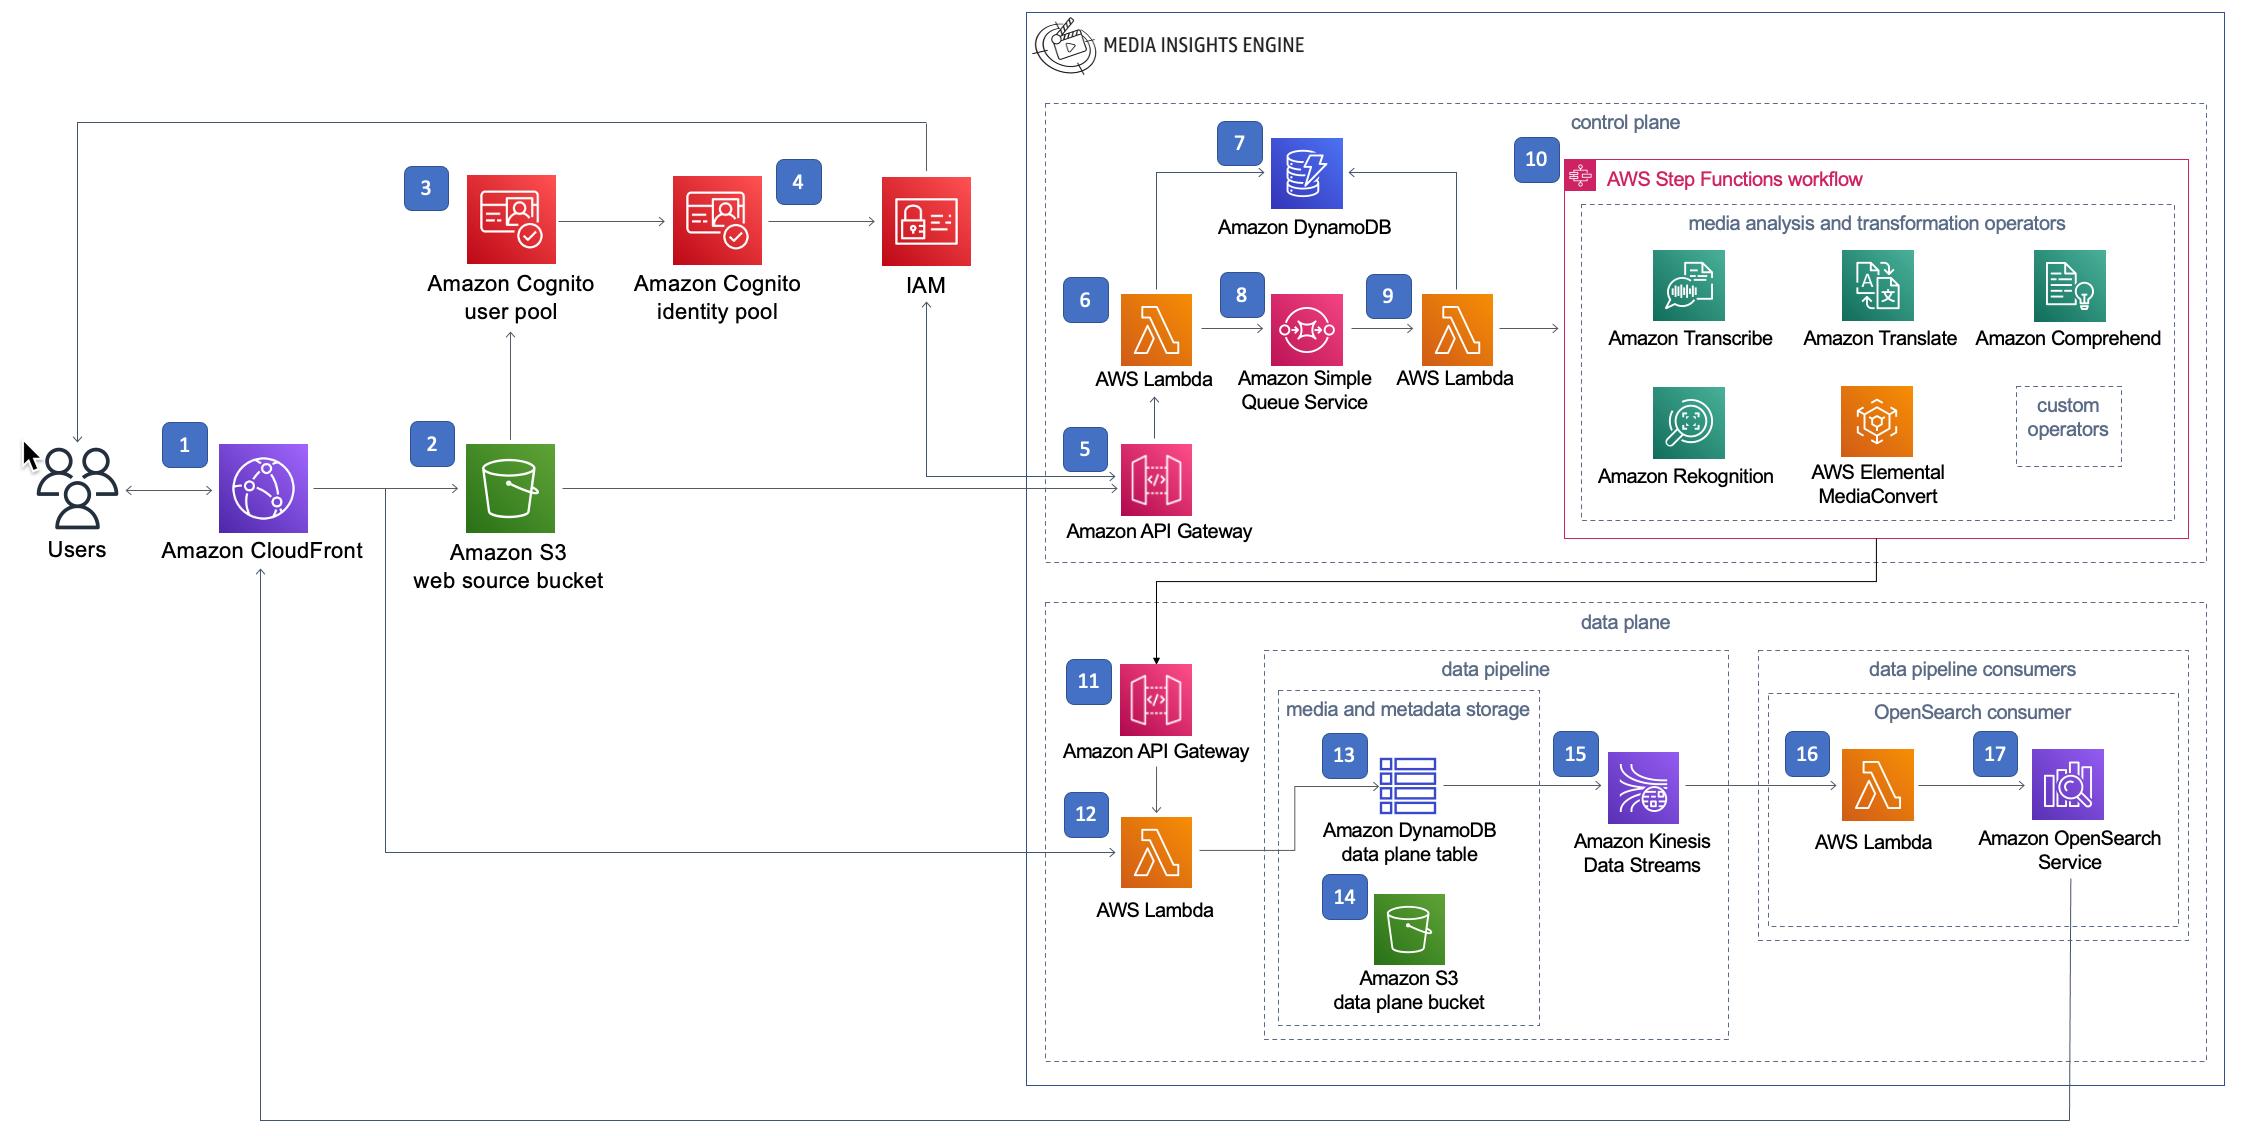 MEDIA INSIGHTS ENGINE
control plane
7
10
3
4
AWS Step Functions workflow
Amazon DynamoDB
media analysis and transformation operators
Amazon Cognito
user pool
Amazon Cognito
identity pool
IAM
6
8
9
Amazon Transcribe
Amazon Translate
Amazon Comprehend
AWS Lambda
Amazon Simple
Queue Service
AWS Lambda
custom
operators
1
2
5
Amazon Rekognition
AWS Elemental
MediaConvert
Users
Amazon CloudFront
Amazon S3
web source bucket
Amazon API Gateway
data plane
11
data pipeline
data pipeline consumers
media and metadata storage
OpenSearch consumer
Amazon API Gateway
13
15
16
17
12
Amazon DynamoDB
data plane table
Amazon Kinesis
Data Streams
AWS Lambda
Amazon OpenSearch
Service
AWS Lambda
14
Amazon S3
data plane bucket